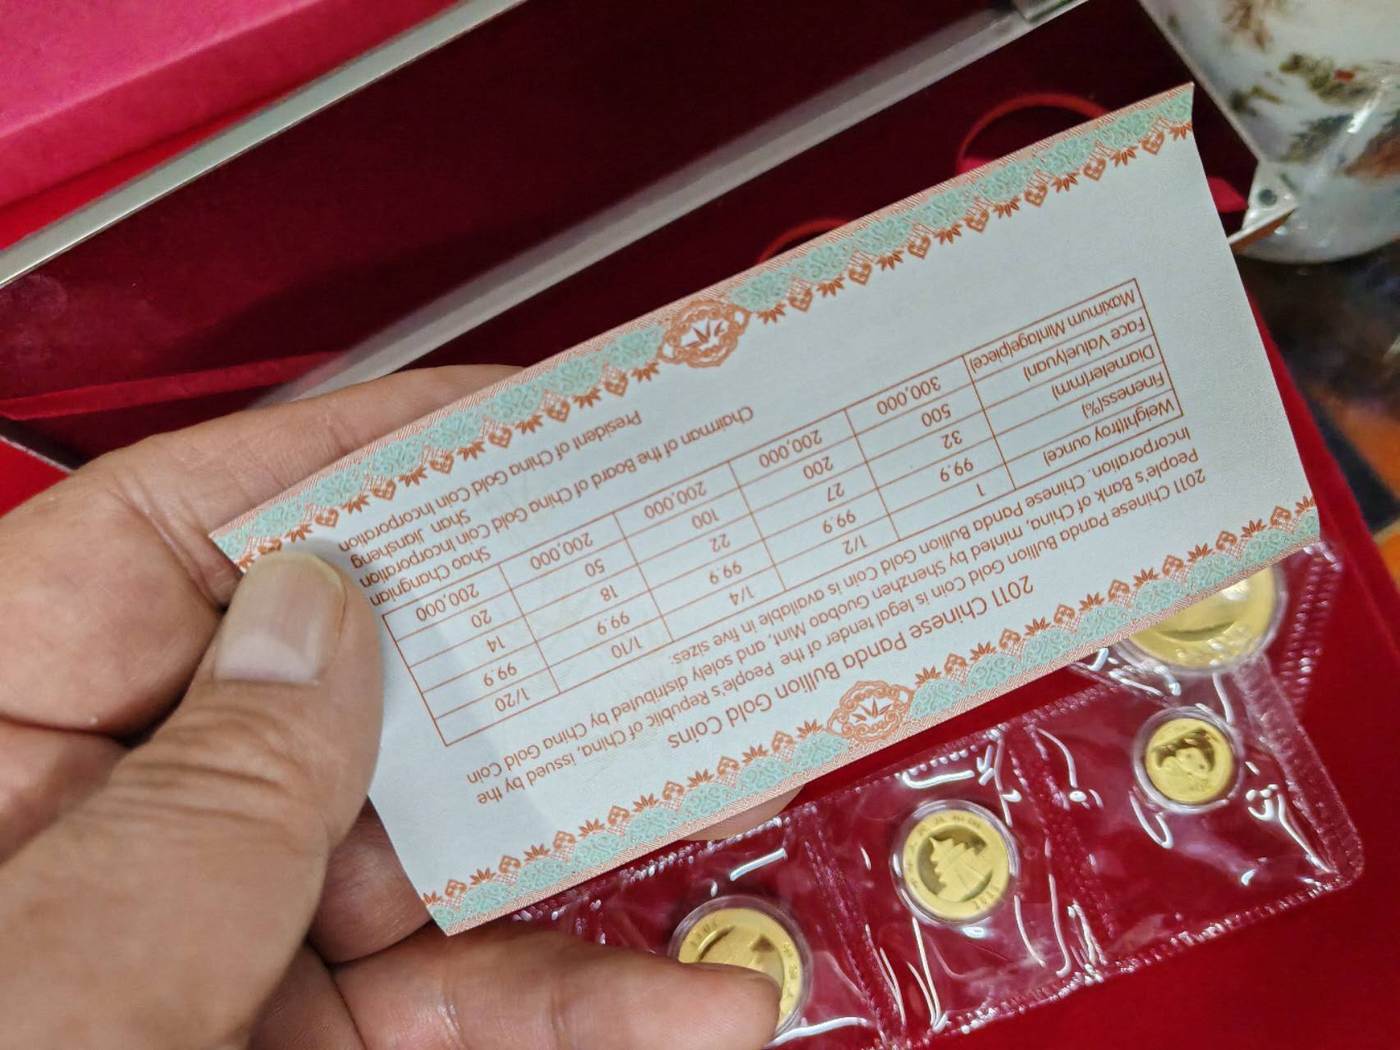 2011 Chinese Panda Bullion Gold Coins
2011 Chinese Panda Bullion Gold Coin is legal tender of the People's Republic of China, issued by the
People's Bank of China, minted by Shenzhen Guobao Mint, and solely distributed by China Gold Coin
Incorporation. Chinese Panda Bullion Gold Coin is available in five sizes:
Weight(troy ounce) 1 1/2 1/4 1/10 1/20
Fineness(%) 99.9 99.9 99.9 99.9 99.9
Diameter(mm) 32 27 22 18 14
Face Value(yuan) 500 200 100 50 20
Maximum Mintage(piece) 300,000 200,000 200,000 200,000 200,000
Chairman of the Board of China Gold Coin Incorporation Shao Changnian
President of China Gold Coin Incorporation Shan Jiansheng
2011